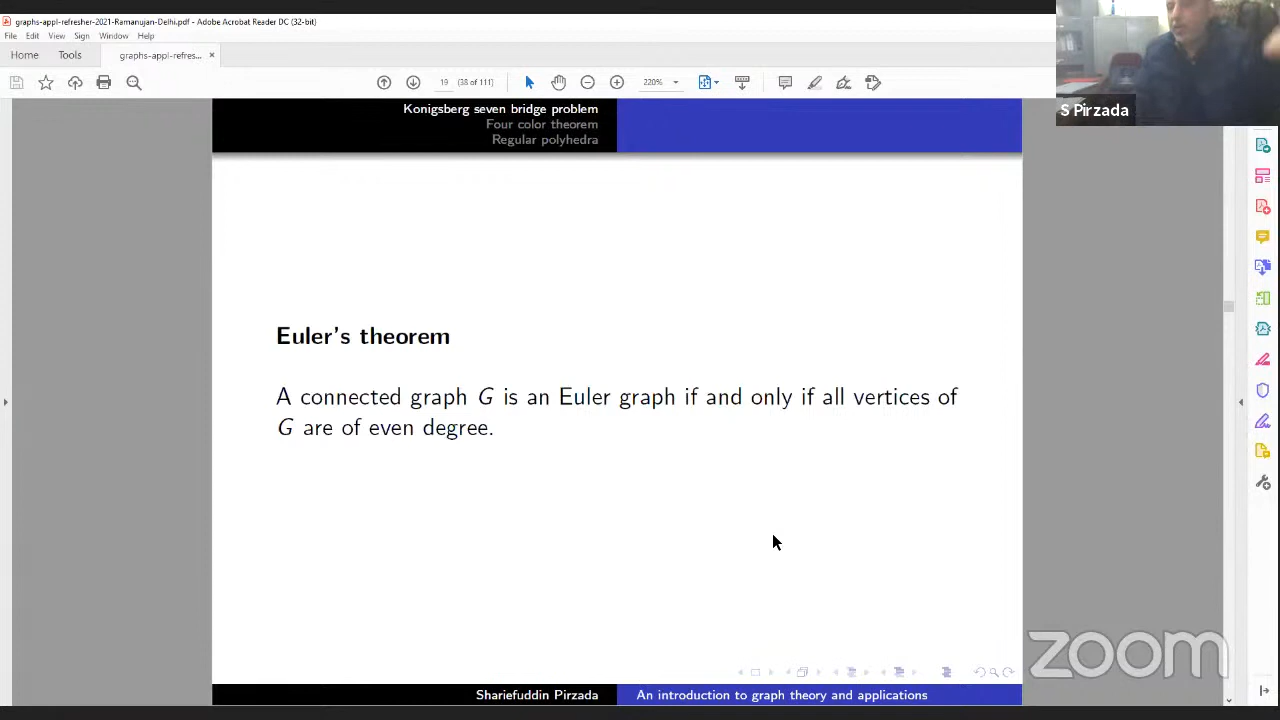 graphs-appl-refresher-2021-Ramanujan-Delhi.pdf - Adobe Acrobat Reader DC (32-bit)
File Edit View Sign Window Help
Home Tools graphs-appl-refres... ×
19 (38 of 111) 220%
S Pirzada
Konigsberg seven bridge problem
Four color theorem
Regular polyhedra
Euler's theorem
A connected graph G is an Euler graph if and only if all vertices of
G are of even degree.
zoom
Shariefuddin Pirzada An introduction to graph theory and applications